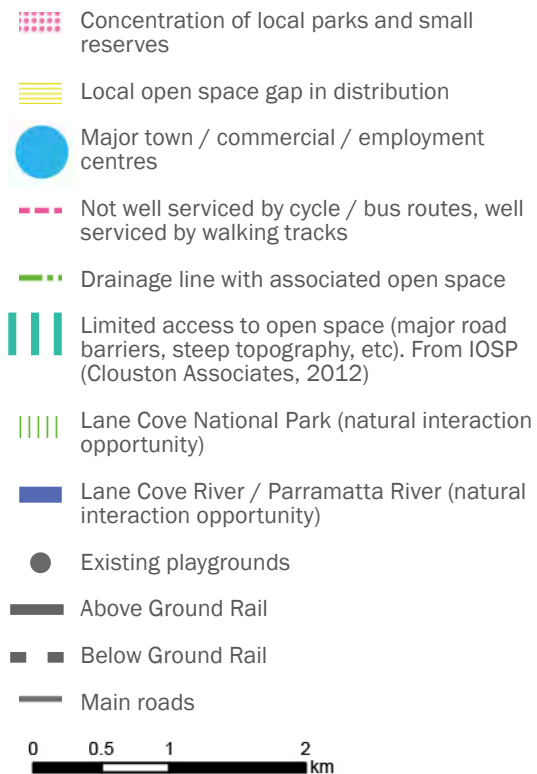 Concentration of local parks and small
reserves
Local open space gap in distribution
Major town / commercial / employment
centres
Not well serviced by cycle / bus routes, well
serviced by walking tracks
Drainage line with associated open space
Limited access to open space (major road
barriers, steep topography, etc). From IOSP
(Clouston Associates, 2012)
Lane Cove National Park (natural interaction
opportunity)
Lane Cove River / Parramatta River (natural
interaction opportunity)
Existing playgrounds
Above Ground Rail
Below Ground Rail
Main roads
0 0.5 1 2
km